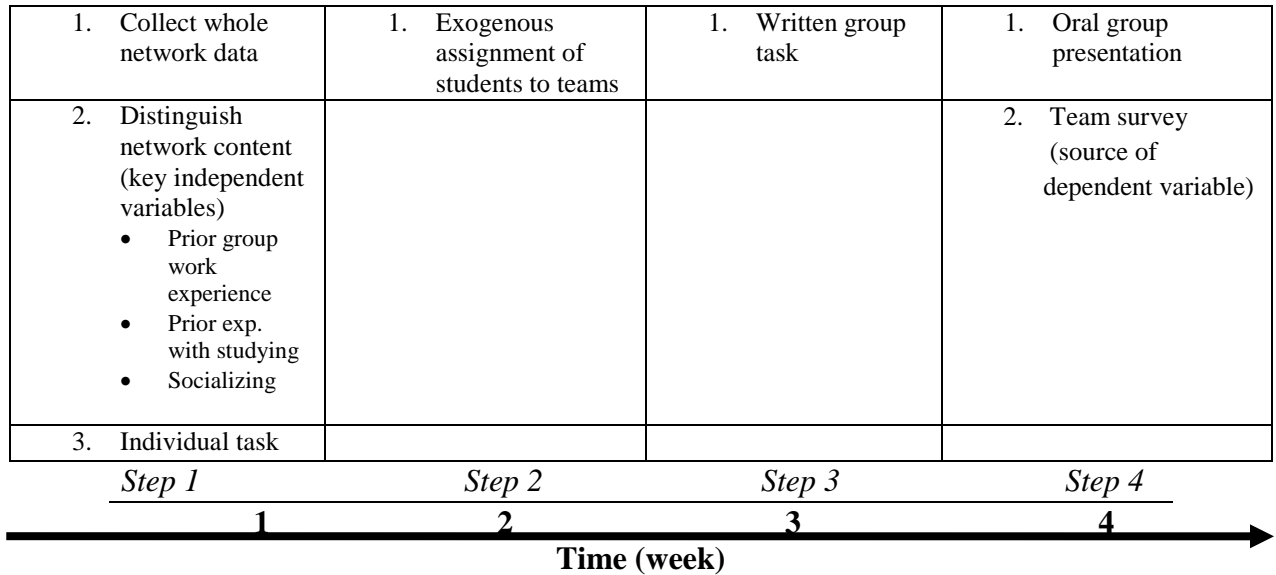 1. Collect whole
network data
1. Exogenous
assignment of
students to teams
1. Written group
task
1. Oral group
presentation
2. Distinguish
network content
(key independent
variables)
• Prior group
work
experience
• Prior exp.
with studying
• Socializing
2. Team survey
(source of
dependent variable)
3. Individual task
Step 1 Step 2 Step 3 Step 4
1 2 3 4
Time (week)